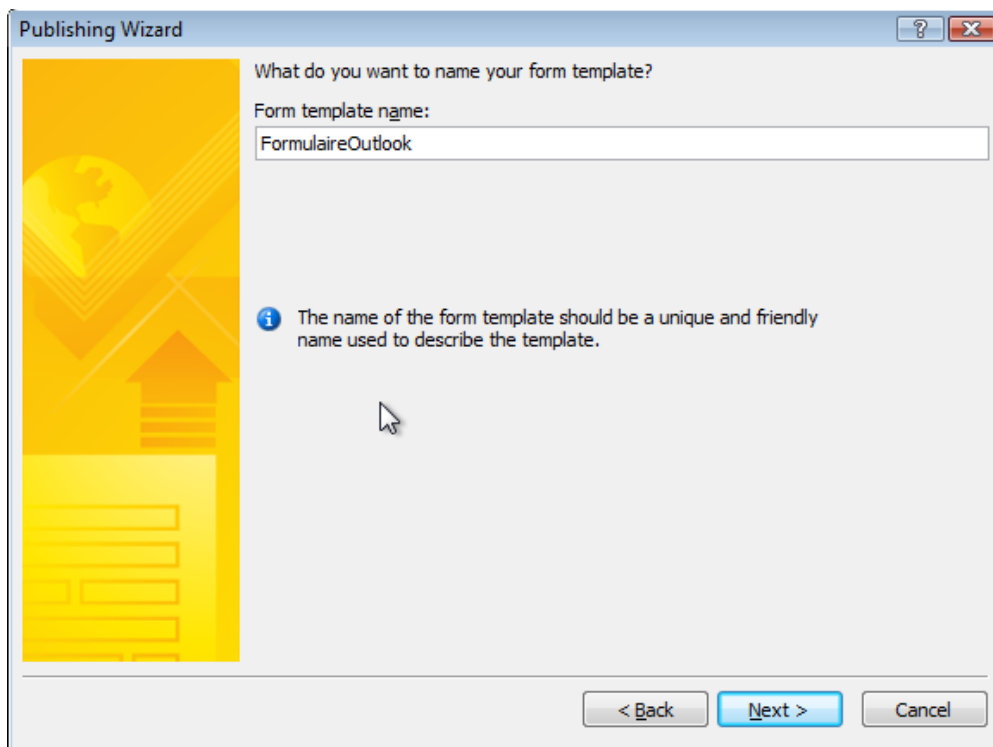 Publishing Wizard
What do you want to name your form template?
Form template name:
FormulaireOutlook
The name of the form template should be a unique and friendly
name used to describe the template.
< Back
Next >
Cancel